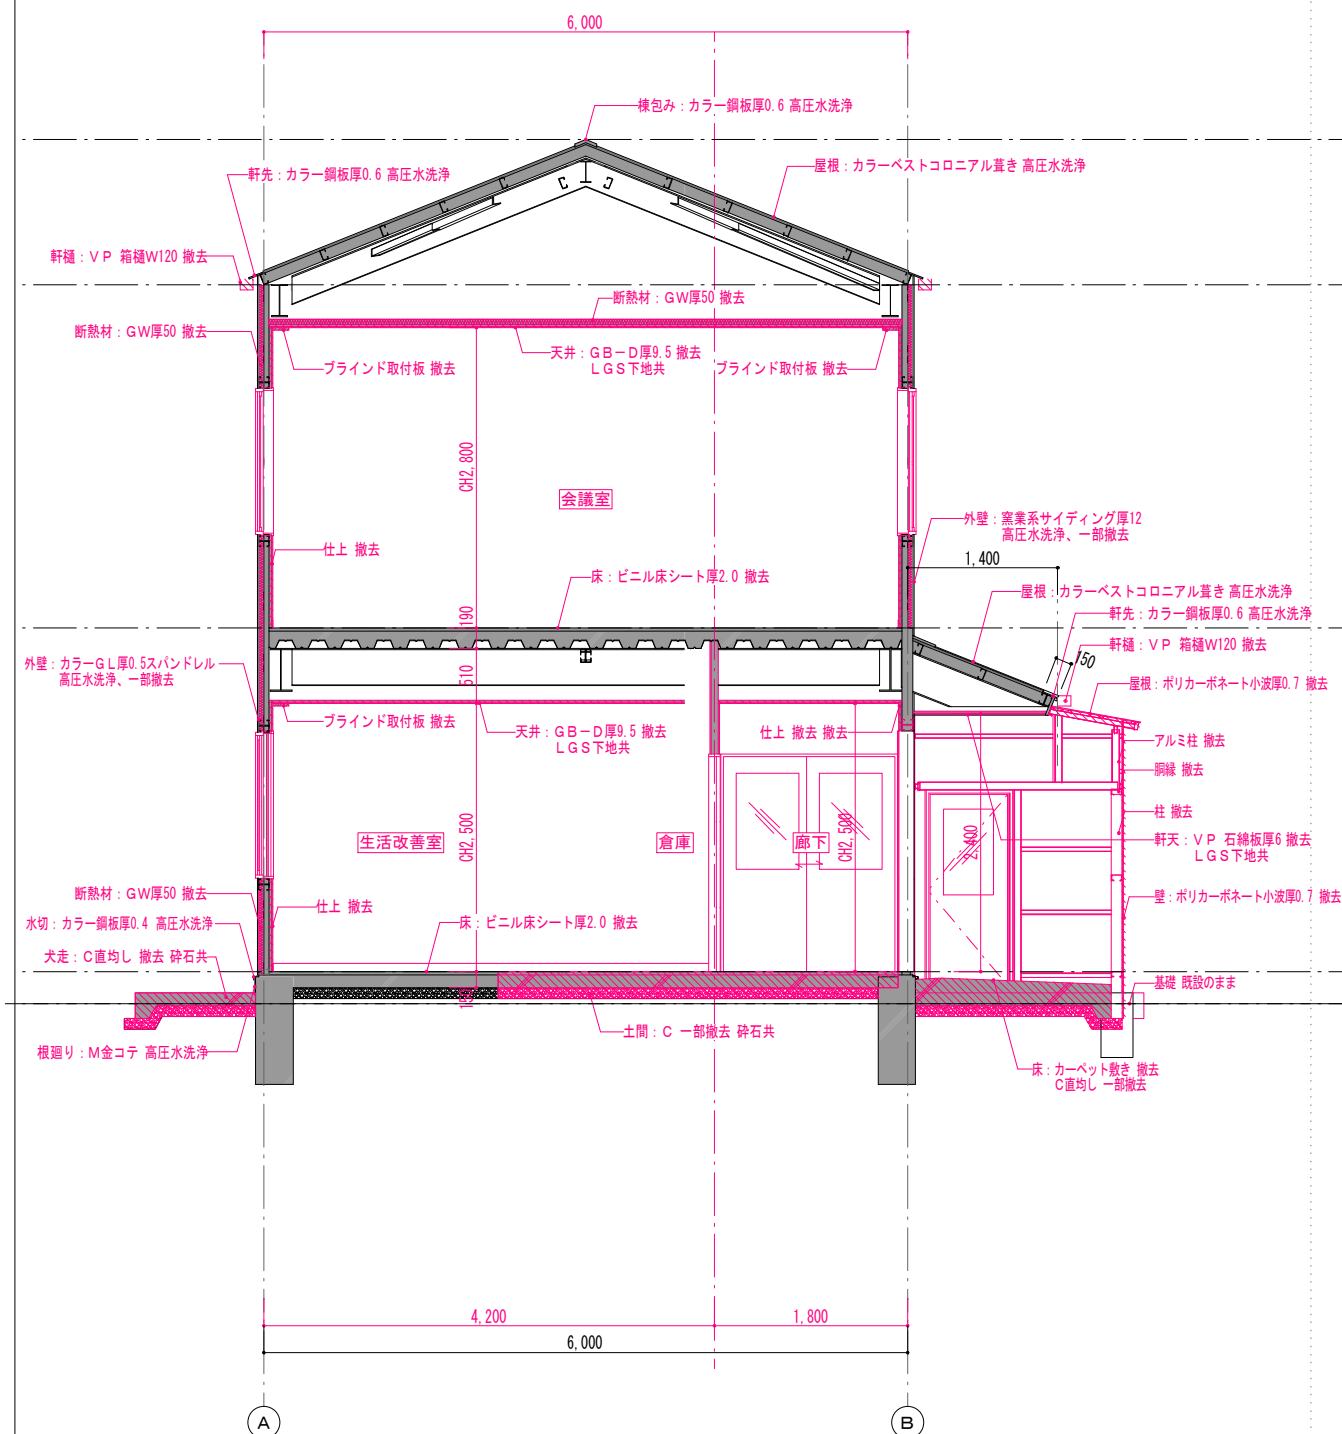 6,000
棟包み：カラー鋼板厚0.6 高圧水洗浄
屋根：カラーベストコロニアル葺き 高圧水洗浄
軒先：カラー鋼板厚0.6 高圧水洗浄
軒樋：ＶＰ 箱樋W120 撤去
断熱材：GW厚50 撤去
断熱材：GW厚50 撤去
天井：ＧＢ－Ｄ厚9.5 撤去
ＬＧＳ下地共
ブラインド取付板 撤去
ブラインド取付板 撤去
CH2,800
会議室
外壁：窯業系サイディング厚12
高圧水洗浄、一部撤去
仕上 撤去
1,400
床：ビニル床シート厚2.0 撤去
屋根：カラーベストコロニアル葺き 高圧水洗浄
190
軒先：カラー鋼板厚0.6 高圧水洗浄
軒樋：ＶＰ 箱樋W120 撤去
150
外壁：カラーＧＬ厚0.5スパンドレル
高圧水洗浄、一部撤去
510
屋根：ポリカーボネート小波厚0.7 撤去
ブラインド取付板 撤去
天井：ＧＢ－Ｄ厚9.5 撤去
ＬＧＳ下地共
仕上 撤去 撤去
アルミ柱 撤去
胴縁 撤去
柱 撤去
生活改善室
CH2,500
倉庫
廊下
CH2,500
2,400
軒天：ＶＰ 石綿板厚6 撤去
ＬＧＳ下地共
断熱材：GW厚50 撤去
仕上 撤去
壁：ポリカーボネート小波厚0.7 撤去
水切：カラー鋼板厚0.4 高圧水洗浄
床：ビニル床シート厚2.0 撤去
犬走：Ｃ直均し 撤去 砕石共
150
基礎 既設のまま
土間：Ｃ 一部撤去 砕石共
根廻り：Ｍ金コテ 高圧水洗浄
床：カーペット敷き 撤去
Ｃ直均し 一部撤去
4,200
1,800
6,000
A
B